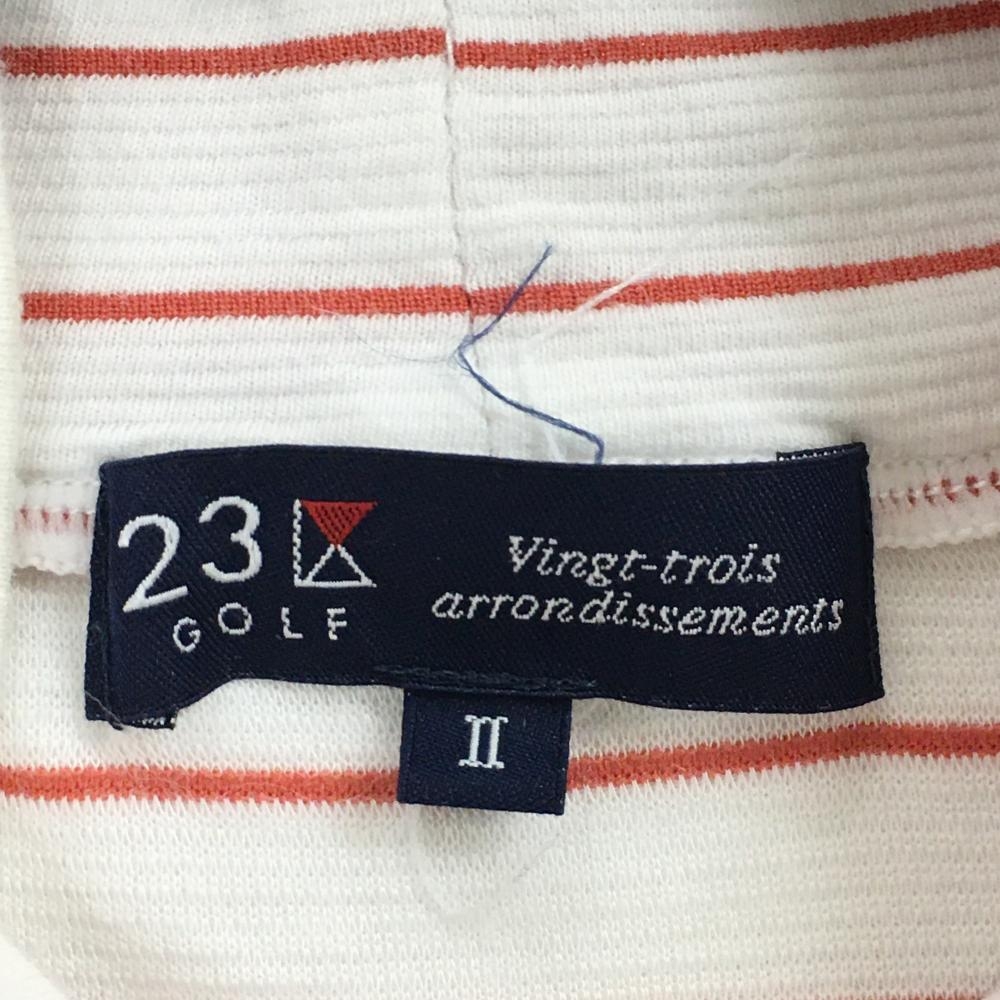 23
GOLF
Vingt-trois
arrondissements
II